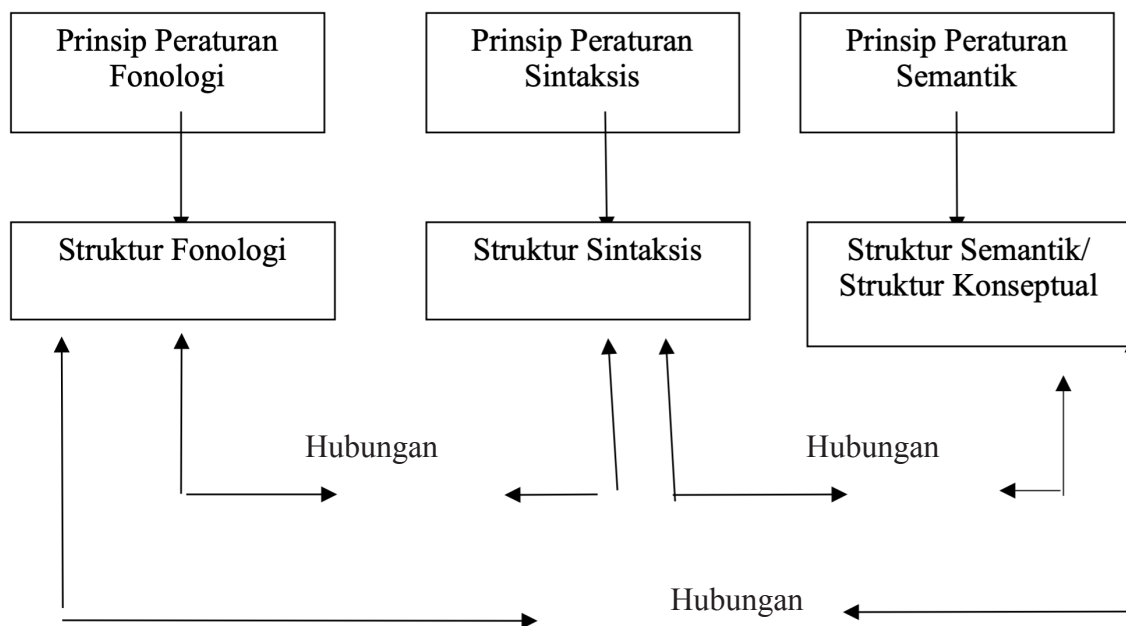 Prinsip Peraturan
Fonologi
Prinsip Peraturan
Sintaksis
Prinsip Peraturan
Semantik
Struktur Fonologi
Struktur Sintaksis
Struktur Semantik/
Struktur Konseptual
Hubungan
Hubungan
Hubungan